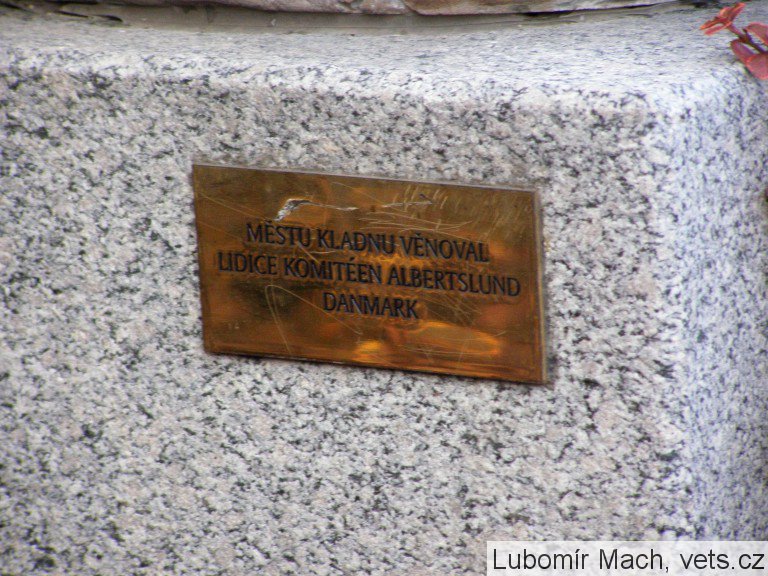 MĚSTU KLADNU VĚNOVAL
LIDICE KOMITÉEN ALBERTSLUND
DANMARK
Lubomír Mach, vets.cz